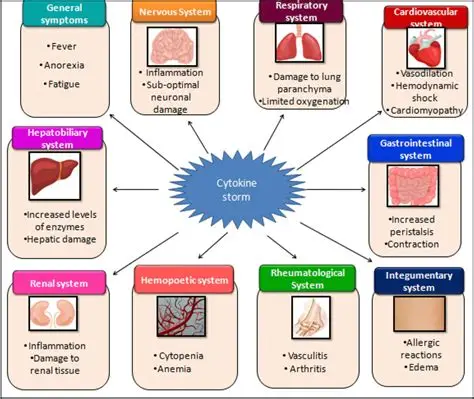 General
symptoms
• Fever
• Anorexia
• Fatigue
Nervous System
• Inflammation
• Sub-optimal
neuronal
damage
Respiratory
system
• Damage to lung
paranchyma
• Limited oxygenation
Cardiovascular
system
• Vasodilation
• Hemodynamic
shock
• Cardiomyopathy
Hepatobiliary
system
• Increased levels
of enzymes
• Hepatic damage
Cytokine
storm
Gastrointestinal
system
• Increased
peristalsis
• Contraction
Renal system
• Inflammation
• Damage to
renal tissue
Hemopoetic system
• Cytopenia
• Anemia
Rheumatological
System
• Vasculitis
• Arthritis
Integumentary
system
• Allergic
reactions
• Edema